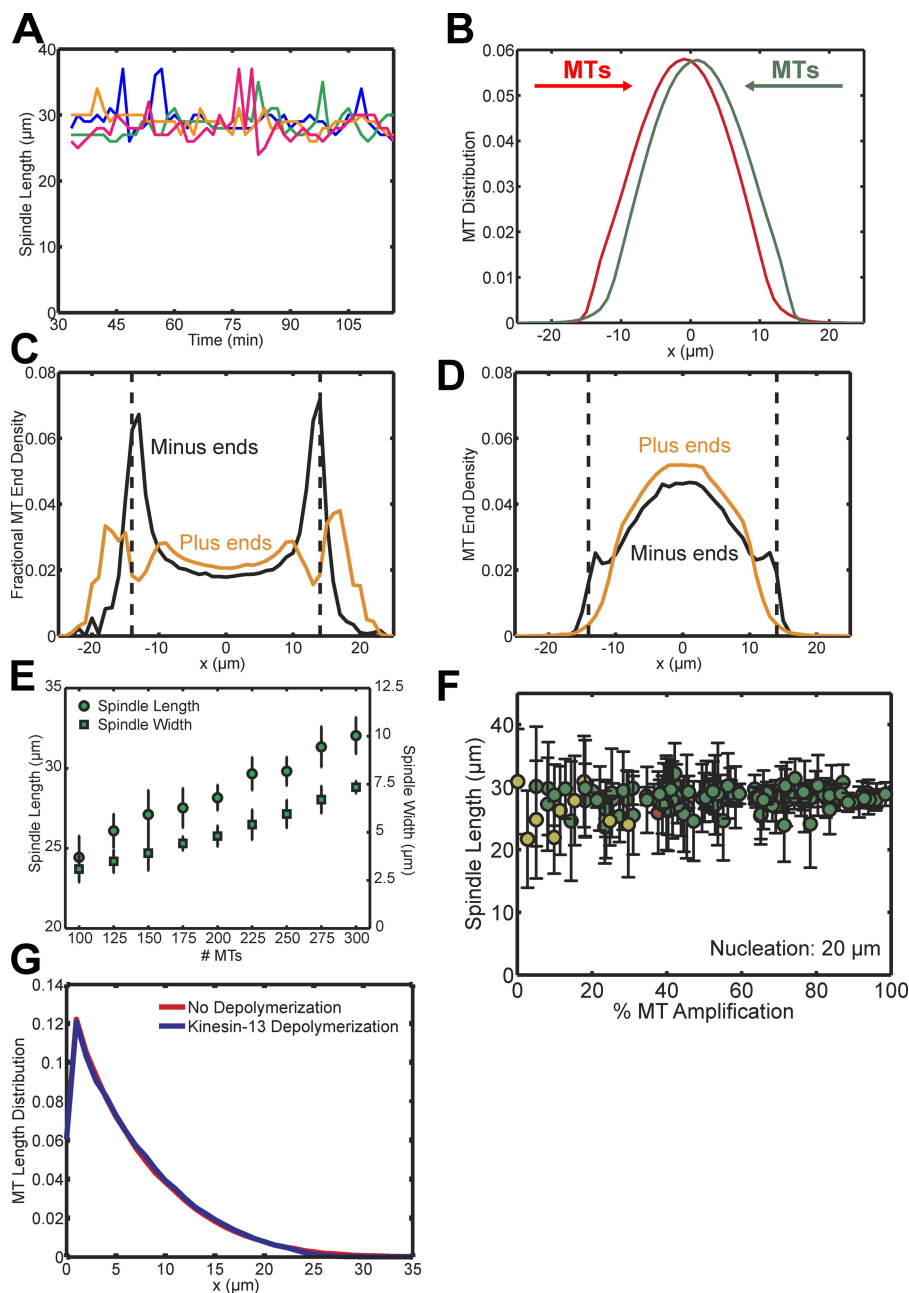 A
Spindle Length (µm)
40
30
20
10
0
30 45 60 75 90 105
Time (min)
B
MT Distribution
0.06
0.05
0.04
0.03
0.02
0.01
0
MTs
MTs
-20 -10 0 10 20
x (µm)
C
Fractional MT End Density
0.08
0.06
0.04
0.02
0
Minus ends
Plus ends
-20 -10 0 10 20
x (µm)
D
MT End Density
0.08
0.06
0.04
0.02
0
Plus ends
Minus ends
-20 -10 0 10 20
x (µm)
E
Spindle Length (µm)
35
30
25
20
Spindle Length
Spindle Width
12.5
10
7.5
5
2.5
0
Spindle Width (µm)
100 125 150 175 200 225 250 275 300
# MTs
F
Spindle Length (µm)
40
30
20
10
0
Nucleation: 20 µm
0 20 40 60 80 100
% MT Amplification
G
MT Length Distribution
0.14
0.12
0.10
0.08
0.06
0.04
0.02
0
No Depolymerization
Kinesin-13 Depolymerization
0 5 10 15 20 25 30 35
x (µm)